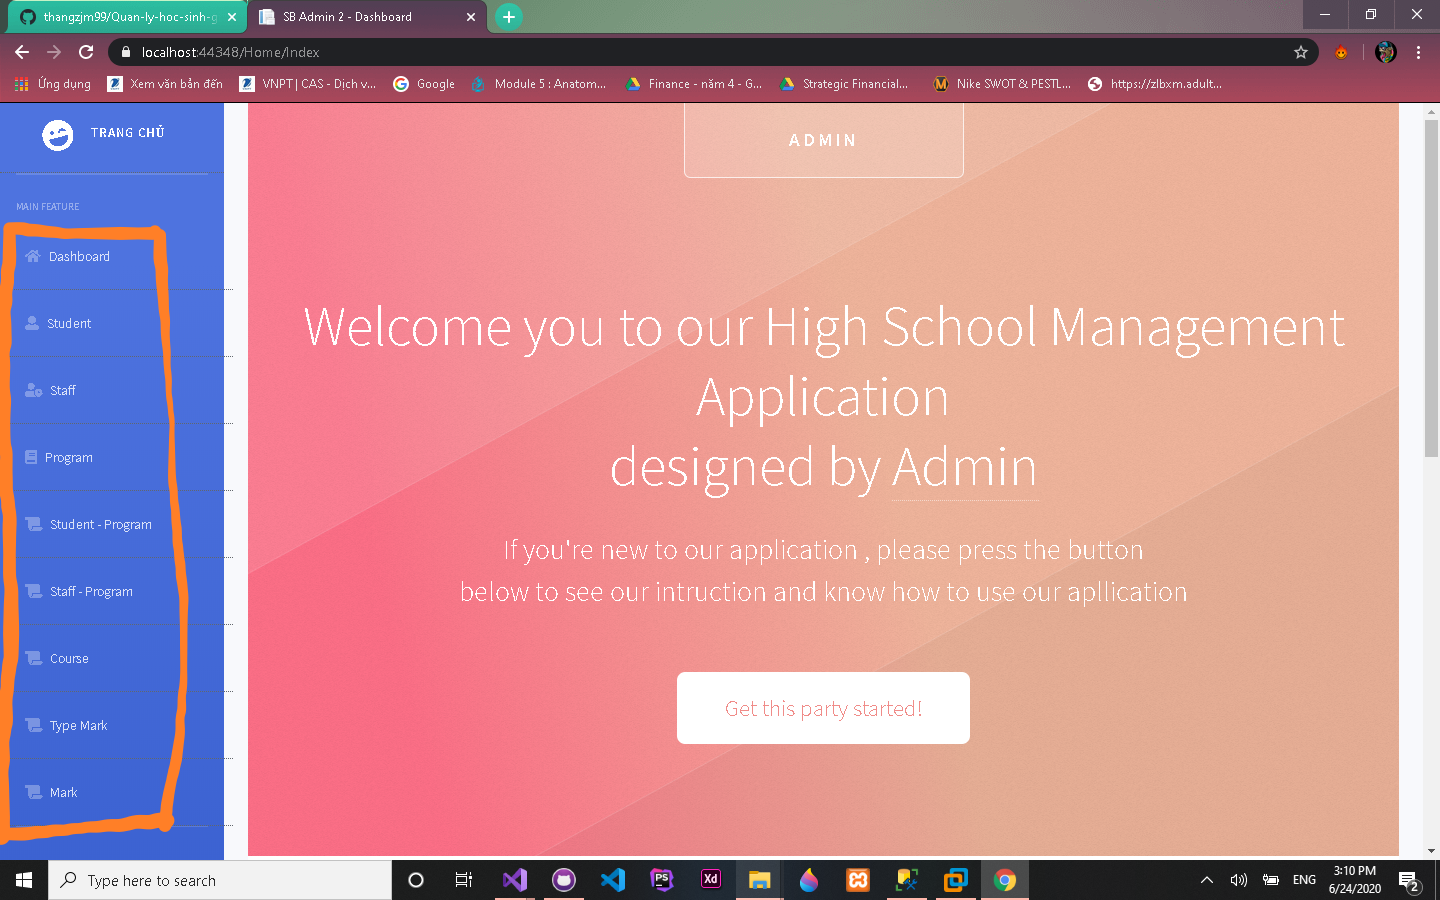 thangzjm99/Quan-ly-hoc-sinh-g
SB Admin 2 - Dashboard
localhost:44348/Home/Index
Ứng dụng
Xem văn bản đến
VNPT | CAS - Dịch v...
Google
Module 5 : Anatom...
Finance - năm 4 - G...
Strategic Financial...
Nike SWOT & PESTL...
https://zlbxm.adult...
TRANG CHỦ
MAIN FEATURE
Dashboard
Student
Staff
Program
Student - Program
Staff - Program
Course
Type Mark
Mark
ADMIN
Welcome you to our High School Management
Application
designed by Admin
If you're new to our application , please press the button
below to see our intruction and know how to use our apllication
Get this party started!
Type here to search
PS
Xd
ENG
3:10 PM
6/24/2020
2